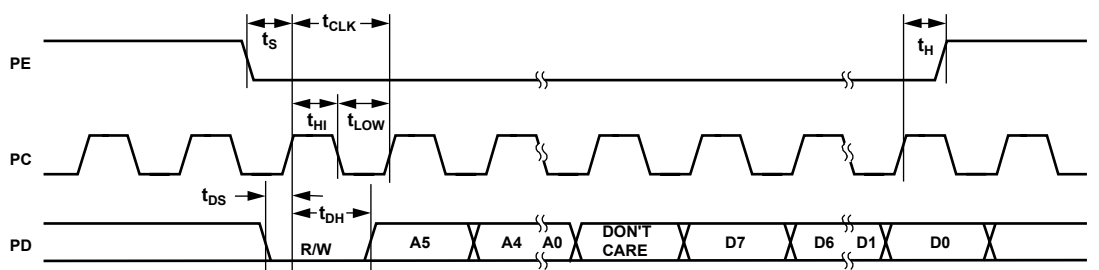 PE
tS
tCLK
tH
PC
tHI
tLOW
tDS
tDH
PD
R/W
A5
A4
A0
DON'T
CARE
D7
D6
D1
D0